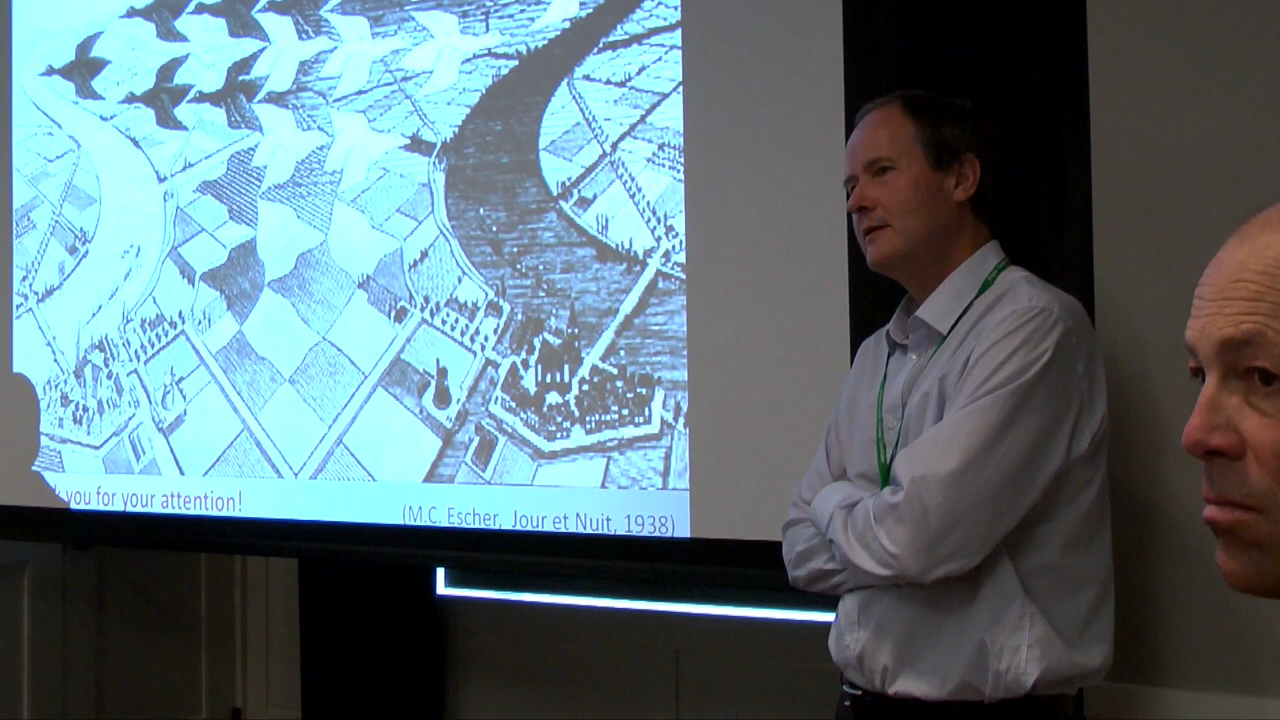 you for your attention!
(M.C. Escher, Jour et Nuit, 1938)